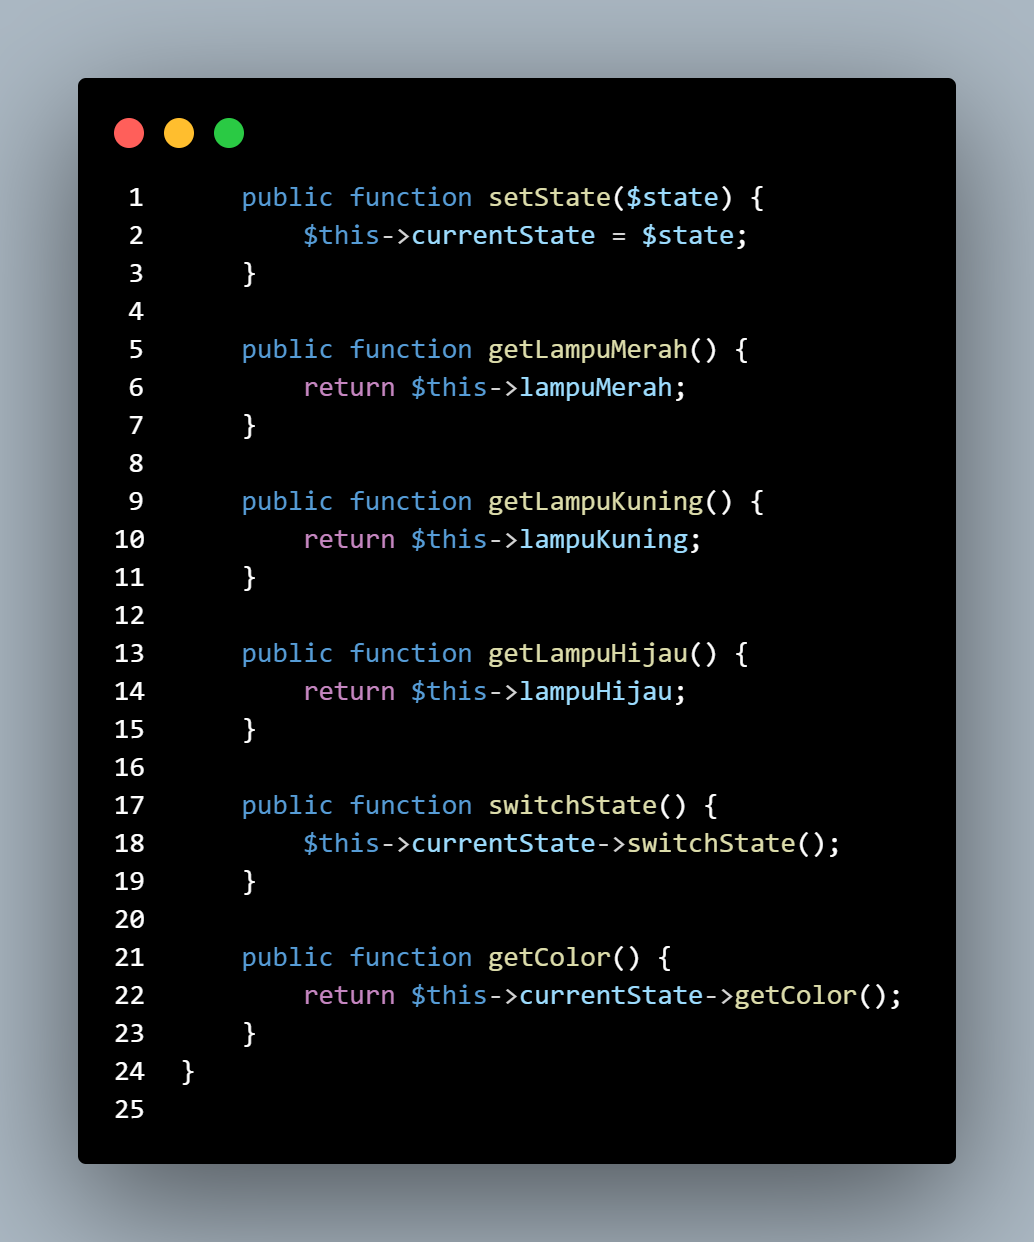 1 public function setState($state) {
2 $this->currentState = $state;
3 }
4
5 public function getLampuMerah() {
6 return $this->lampuMerah;
7 }
8
9 public function getLampuKuning() {
10 return $this->lampuKuning;
11 }
12
13 public function getLampuHijau() {
14 return $this->lampuHijau;
15 }
16
17 public function switchState() {
18 $this->currentState->switchState();
19 }
20
21 public function getColor() {
22 return $this->currentState->getColor();
23 }
24 }
25